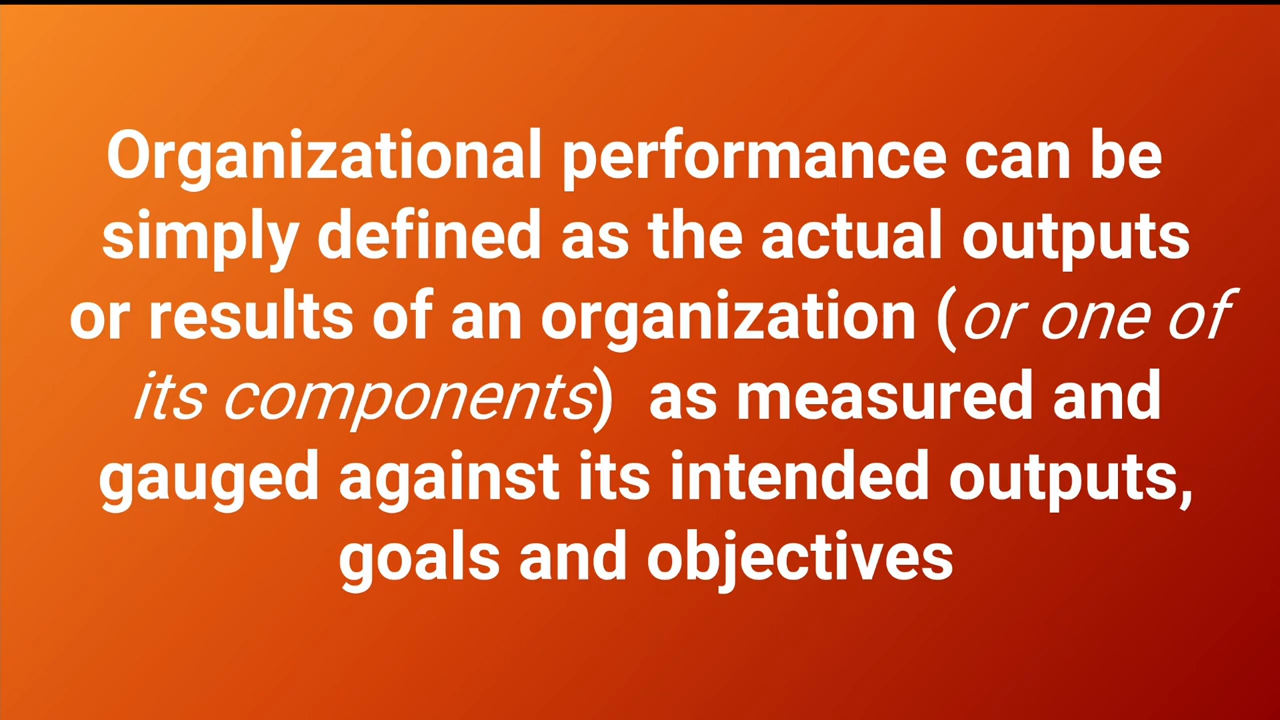 Organizational performance can be
simply defined as the actual outputs
or results of an organization (or one of
its components)  as measured and
gauged against its intended outputs,
goals and objectives